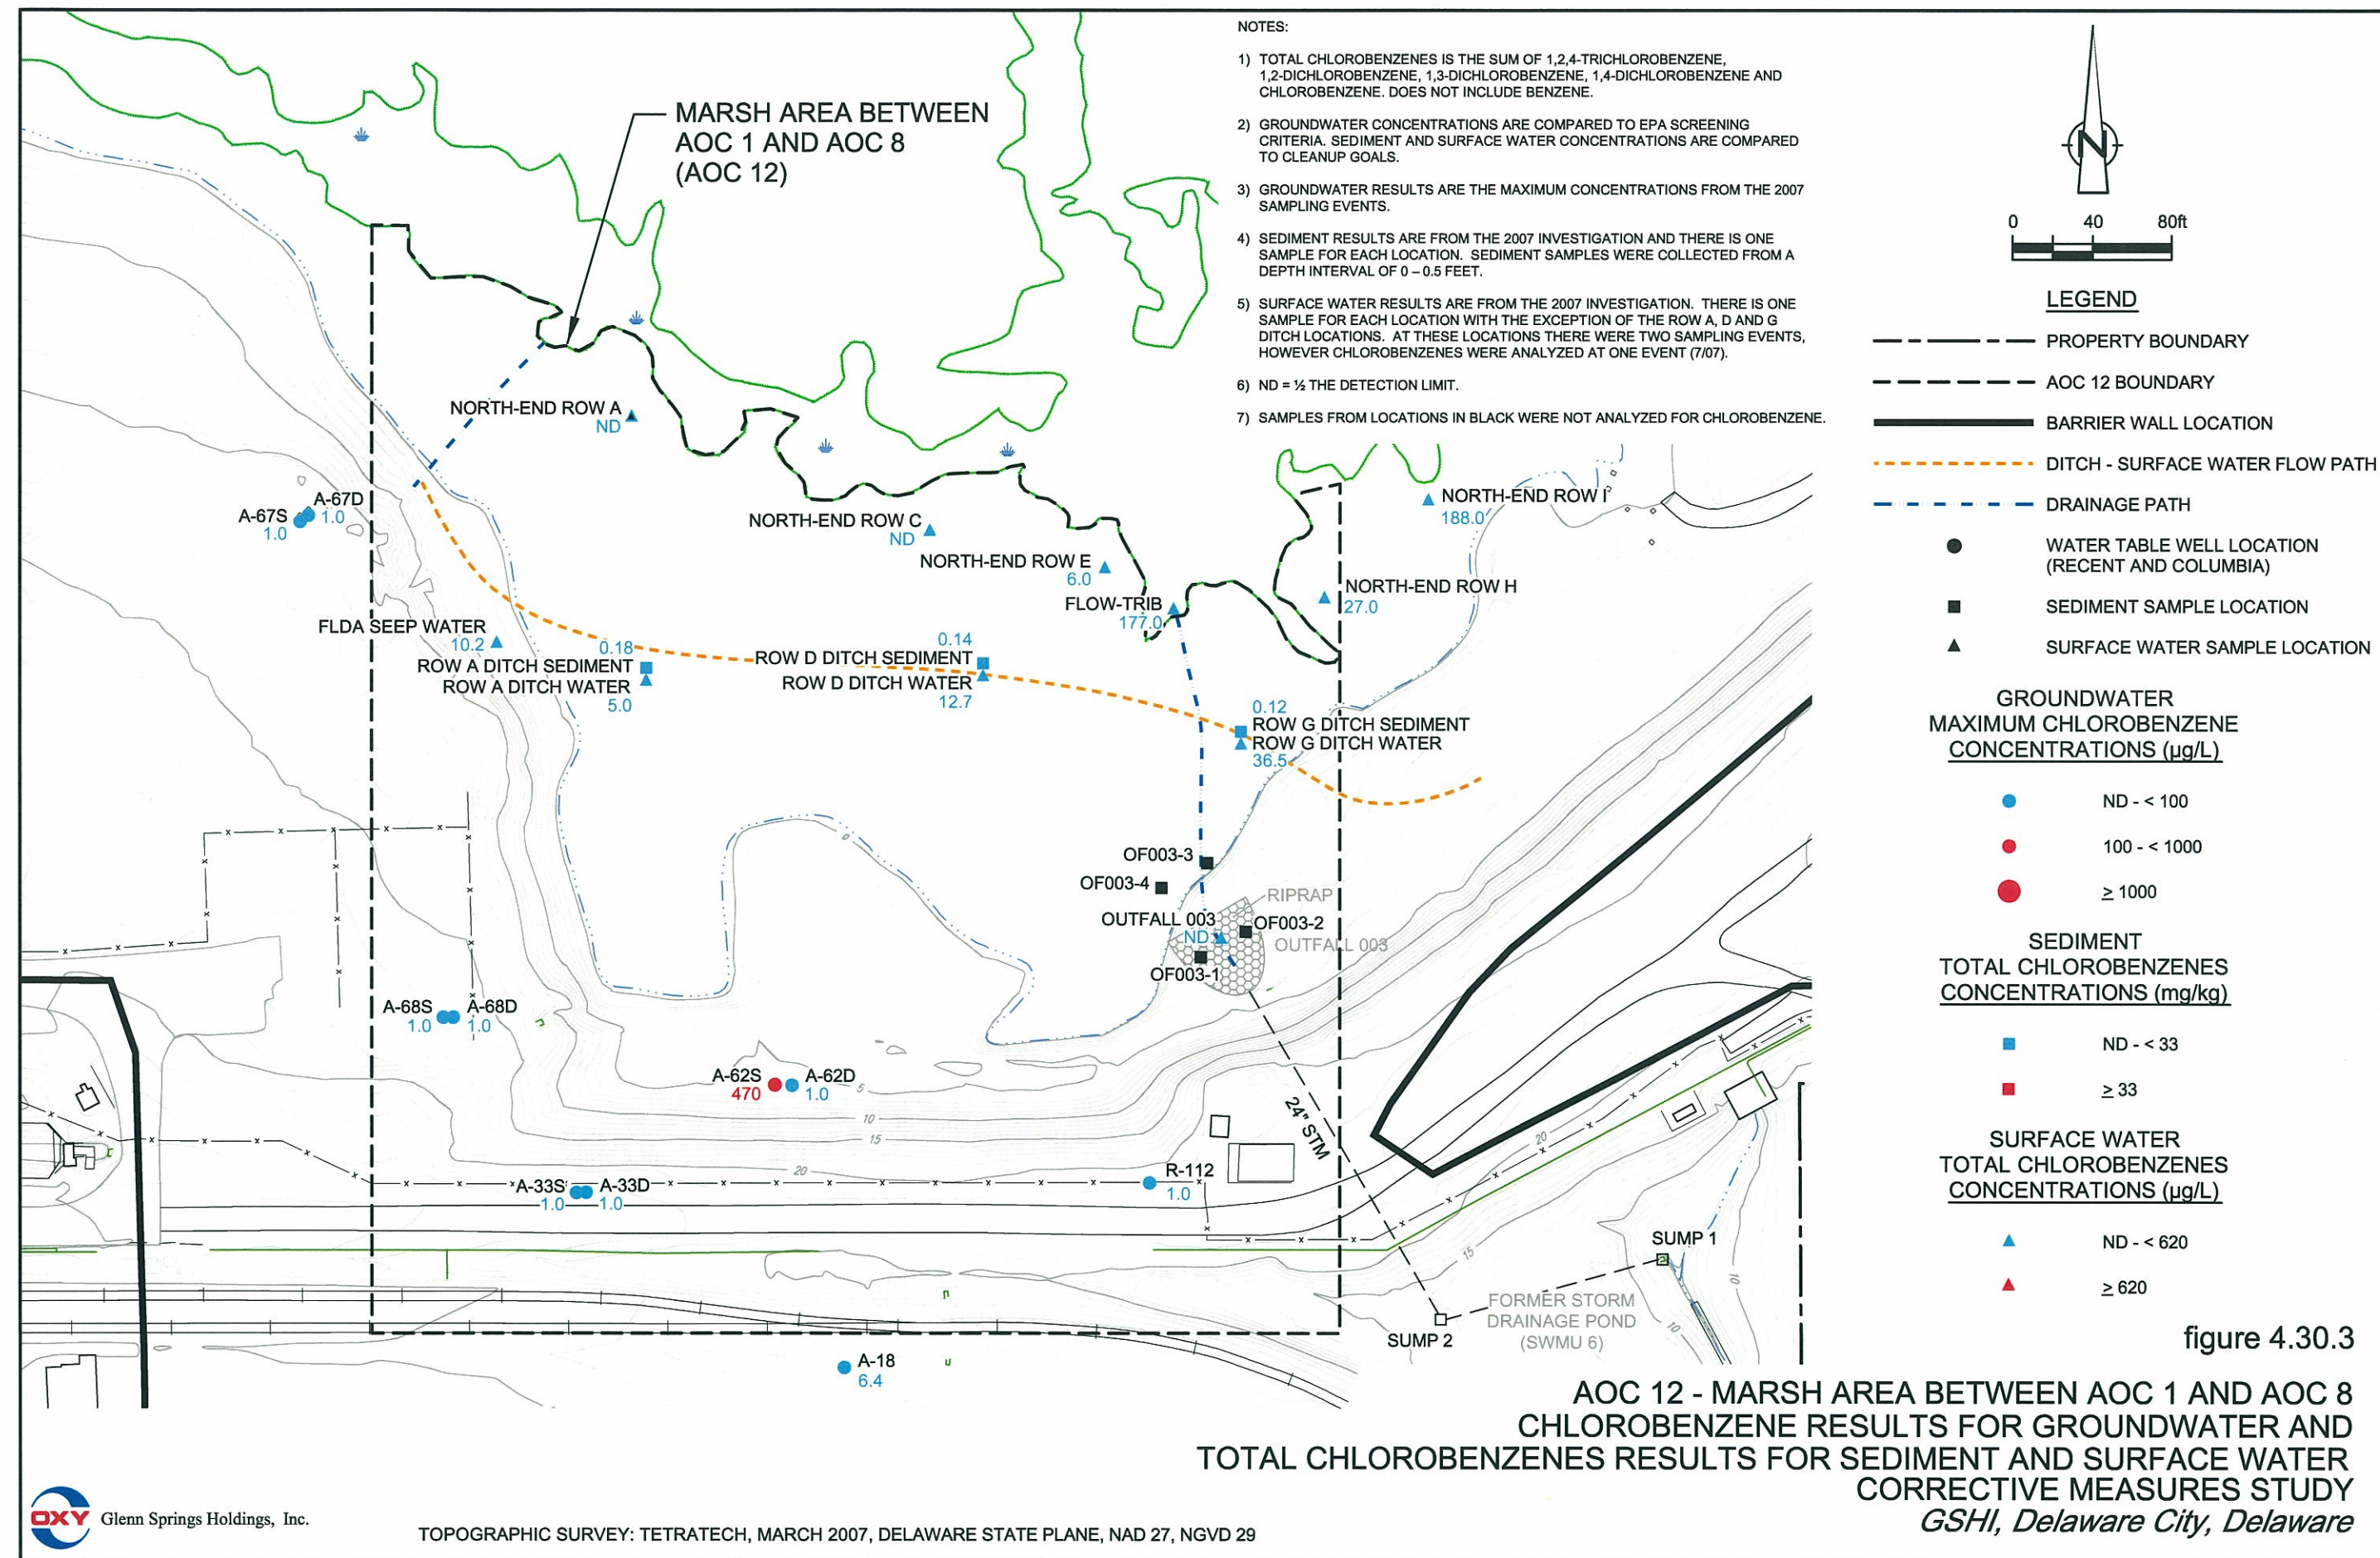 NOTES:
1) TOTAL CHLOROBENZENES IS THE SUM OF 1,2,4-TRICHLOROBENZENE,
1,2-DICHLOROBENZENE, 1,3-DICHLOROBENZENE, 1,4-DICHLOROBENZENE AND
CHLOROBENZENE. DOES NOT INCLUDE BENZENE.
2) GROUNDWATER CONCENTRATIONS ARE COMPARED TO EPA SCREENING
CRITERIA. SEDIMENT AND SURFACE WATER CONCENTRATIONS ARE COMPARED
TO CLEANUP GOALS.
3) GROUNDWATER RESULTS ARE THE MAXIMUM CONCENTRATIONS FROM THE 2007
SAMPLING EVENTS.
4) SEDIMENT RESULTS ARE FROM THE 2007 INVESTIGATION AND THERE IS ONE
SAMPLE FOR EACH LOCATION. SEDIMENT SAMPLES WERE COLLECTED FROM A
DEPTH INTERVAL OF 0 – 0.5 FEET.
5) SURFACE WATER RESULTS ARE FROM THE 2007 INVESTIGATION. THERE IS ONE
SAMPLE FOR EACH LOCATION WITH THE EXCEPTION OF THE ROW A, D AND G
DITCH LOCATIONS. AT THESE LOCATIONS THERE WERE TWO SAMPLING EVENTS,
HOWEVER CHLOROBENZENES WERE ANALYZED AT ONE EVENT (7/07).
6) ND = ½ THE DETECTION LIMIT.
7) SAMPLES FROM LOCATIONS IN BLACK WERE NOT ANALYZED FOR CHLOROBENZENE.
MARSH AREA BETWEEN
AOC 1 AND AOC 8
(AOC 12)
N
0 40 80ft
LEGEND
PROPERTY BOUNDARY
AOC 12 BOUNDARY
BARRIER WALL LOCATION
DITCH - SURFACE WATER FLOW PATH
DRAINAGE PATH
WATER TABLE WELL LOCATION
(RECENT AND COLUMBIA)
SEDIMENT SAMPLE LOCATION
SURFACE WATER SAMPLE LOCATION
GROUNDWATER
MAXIMUM CHLOROBENZENE
CONCENTRATIONS (µg/L)
ND - < 100
100 - < 1000
≥ 1000
SEDIMENT
TOTAL CHLOROBENZENES
CONCENTRATIONS (mg/kg)
ND - < 33
≥ 33
SURFACE WATER
TOTAL CHLOROBENZENES
CONCENTRATIONS (µg/L)
ND - < 620
≥ 620
NORTH-END ROW A
ND
A-67D
1.0
A-67S
1.0
NORTH-END ROW C
ND
NORTH-END ROW E
6.0
NORTH-END ROW I
188.0
NORTH-END ROW H
27.0
FLOW-TRIB
177.0
FLDA SEEP WATER
10.2
0.18
ROW A DITCH SEDIMENT
ROW A DITCH WATER
5.0
0.14
ROW D DITCH SEDIMENT
ROW D DITCH WATER
12.7
0.12
ROW G DITCH SEDIMENT
ROW G DITCH WATER
36.5
0
OF003-3
OF003-4
RIPRAP
OUTFALL 003
ND
OF003-2
OUTFALL 003
OF003-1
A-68S
1.0
A-68D
1.0
A-62S
470
A-62D
1.0
5
10
15
20
24" STM
20
A-33S
1.0
A-33D
1.0
R-112
1.0
15
SUMP 1
10
10
FORMER STORM
DRAINAGE POND
(SWMU 6)
SUMP 2
A-18
6.4
figure 4.30.3
AOC 12 - MARSH AREA BETWEEN AOC 1 AND AOC 8
CHLOROBENZENE RESULTS FOR GROUNDWATER AND
TOTAL CHLOROBENZENES RESULTS FOR SEDIMENT AND SURFACE WATER
CORRECTIVE MEASURES STUDY
GSHI, Delaware City, Delaware
OXY Glenn Springs Holdings, Inc.
TOPOGRAPHIC SURVEY: TETRATECH, MARCH 2007, DELAWARE STATE PLANE, NAD 27, NGVD 29